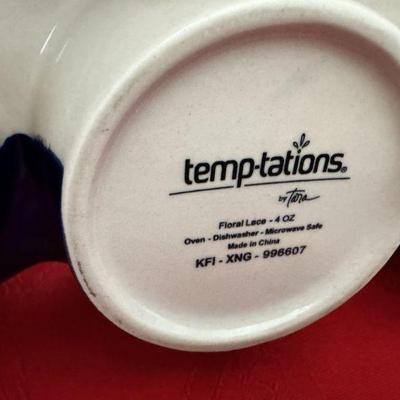 temp-tations®
by Tara
Floral Lace - 4 OZ
Oven - Dishwasher - Microwave Safe
Made in China
KFI - XNG - 996607